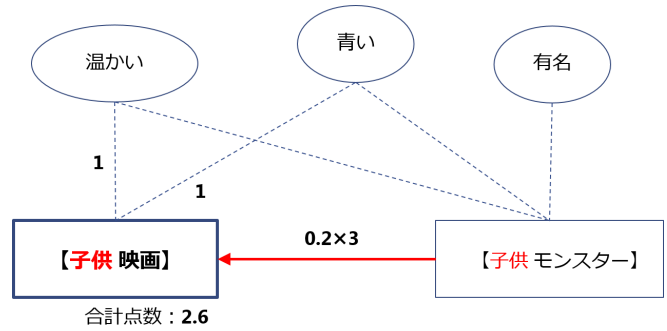 温かい
青い
有名
1
1
0.2×3
【子供 映画】
【子供 モンスター】
合計点数：2.6